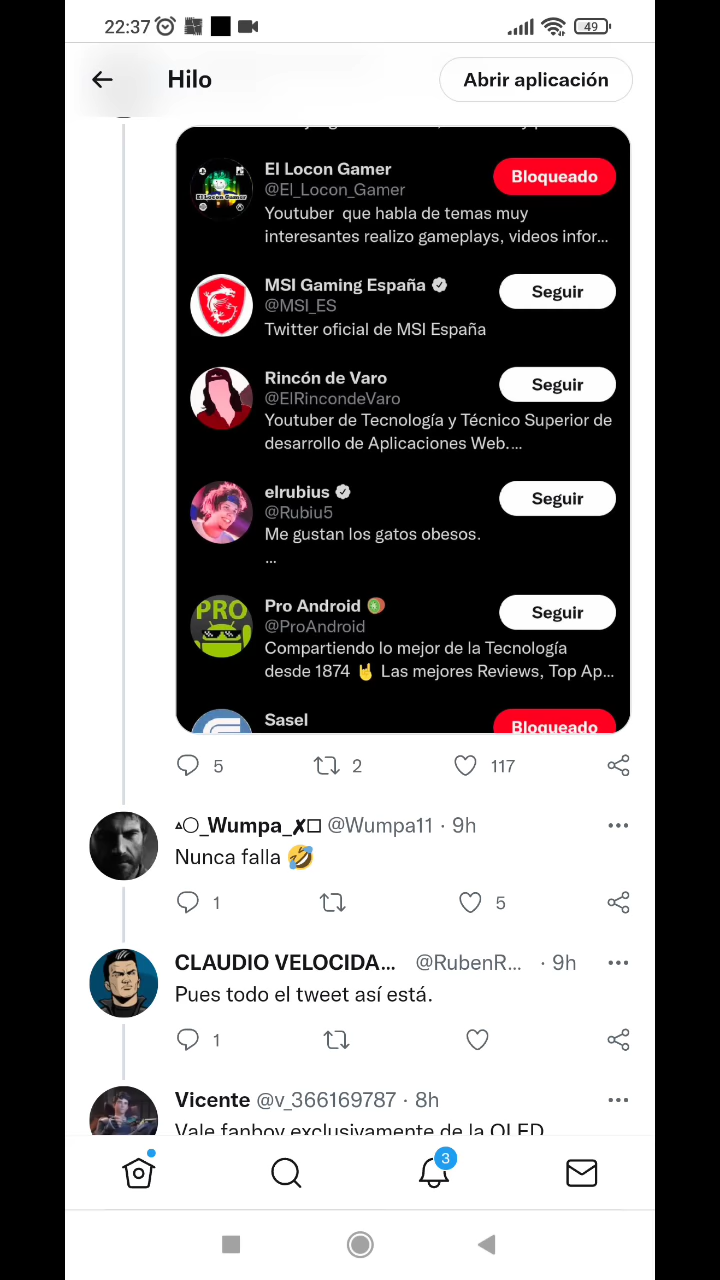 22:37
49
Hilo
Abrir aplicación
El Locon Gamer
Bloqueado
@El_Locon_Gamer
Youtuber que habla de temas muy
interesantes realizo gameplays, videos infor...
MSI Gaming España
Seguir
@MSI_ES
Twitter oficial de MSI España
Rincón de Varo
Seguir
@ElRincondeVaro
Youtuber de Tecnología y Técnico Superior de
desarrollo de Aplicaciones Web....
elrubius
Seguir
@Rubiu5
Me gustan los gatos obesos.
...
PRO
Pro Android 🥝
Seguir
@ProAndroid
Compartiendo lo mejor de la Tecnología
desde 1874 🤘 Las mejores Reviews, Top Ap...
Sasel
Bloqueado
5 2 117
▵○_Wumpa_✗□ @Wumpa11 · 9h
Nunca falla 🤣
1 5
CLAUDIO VELOCIDA... @RubenR... · 9h
Pues todo el tweet así está.
1
Vicente @v_366169787 · 8h
Vale fanboy exclusivamente de la OLED
3